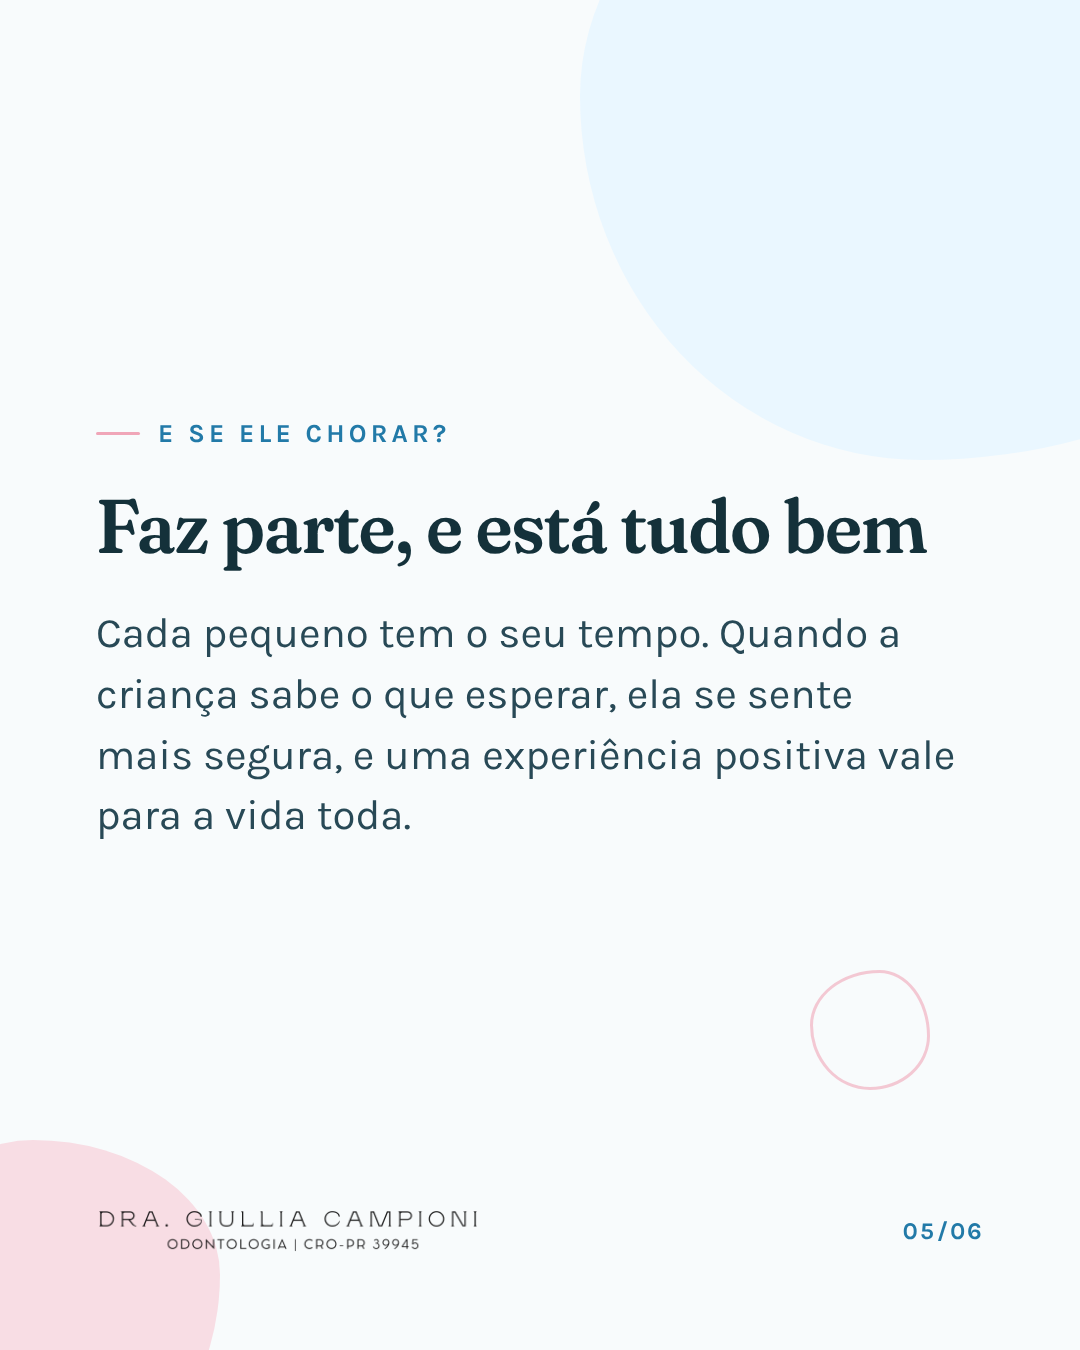 E SE ELE CHORAR?
Faz parte, e está tudo bem
Cada pequeno tem o seu tempo. Quando a
criança sabe o que esperar, ela se sente
mais segura, e uma experiência positiva vale
para a vida toda.
DRA. GIULLIA CAMPIONI
ODONTOLOGIA | CRO-PR 39945
05/06